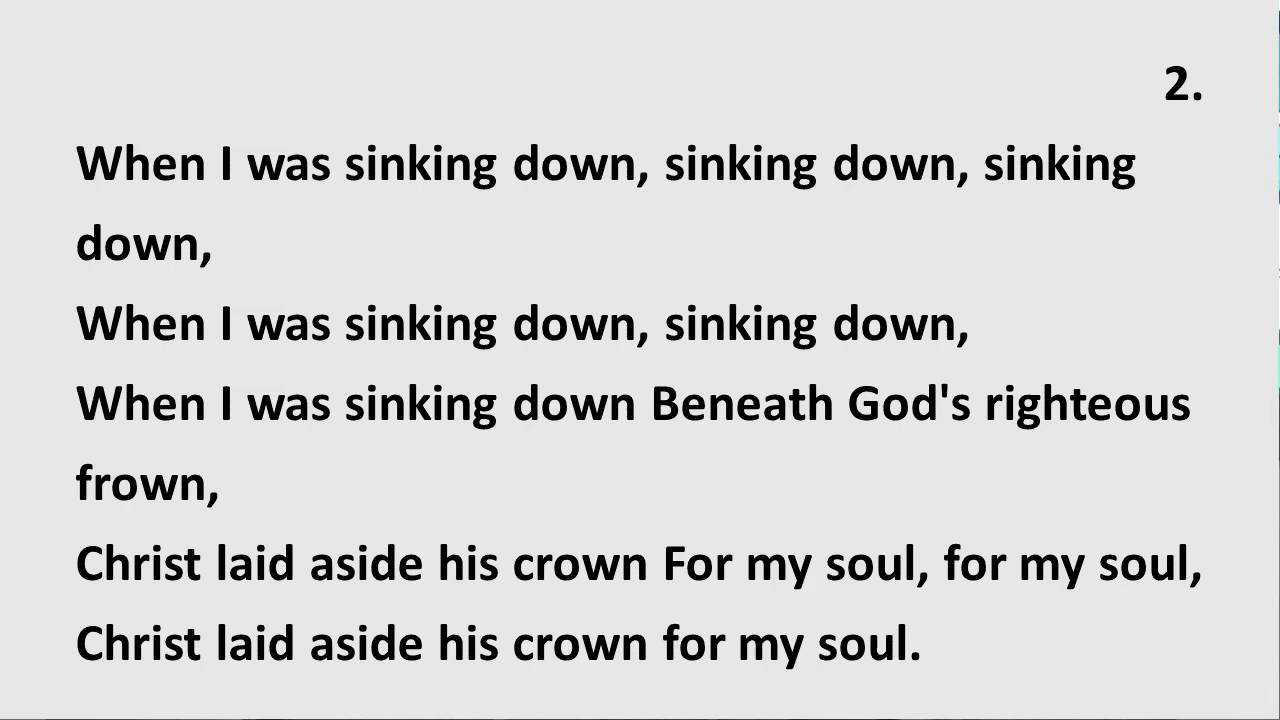 2.
When I was sinking down, sinking down, sinking
down,
When I was sinking down, sinking down,
When I was sinking down Beneath God's righteous
frown,
Christ laid aside his crown For my soul, for my soul,
Christ laid aside his crown for my soul.